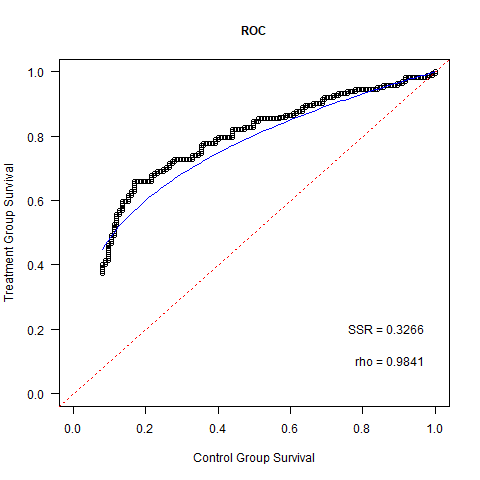 ROC
Treatment Group Survival
1.0
0.8
0.6
0.4
0.2
0.0
SSR = 0.3266
rho = 0.9841
0.0 0.2 0.4 0.6 0.8 1.0
Control Group Survival